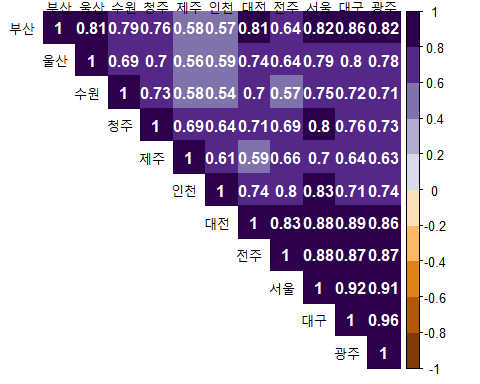 부산 울산 수원 청주 제주 인천 대전 전주 서울 대구 광주
부산 1 0.81 0.79 0.76 0.58 0.57 0.81 0.64 0.82 0.86 0.82
울산 1 0.69 0.7 0.56 0.59 0.74 0.64 0.79 0.8 0.78
수원 1 0.73 0.58 0.54 0.7 0.57 0.75 0.72 0.71
청주 1 0.69 0.64 0.71 0.69 0.8 0.76 0.73
제주 1 0.61 0.59 0.66 0.7 0.64 0.63
인천 1 0.74 0.8 0.83 0.71 0.74
대전 1 0.83 0.88 0.89 0.86
전주 1 0.88 0.87 0.87
서울 1 0.92 0.91
대구 1 0.96
광주 1
1
0.8
0.6
0.4
0.2
0
-0.2
-0.4
-0.6
-0.8
-1